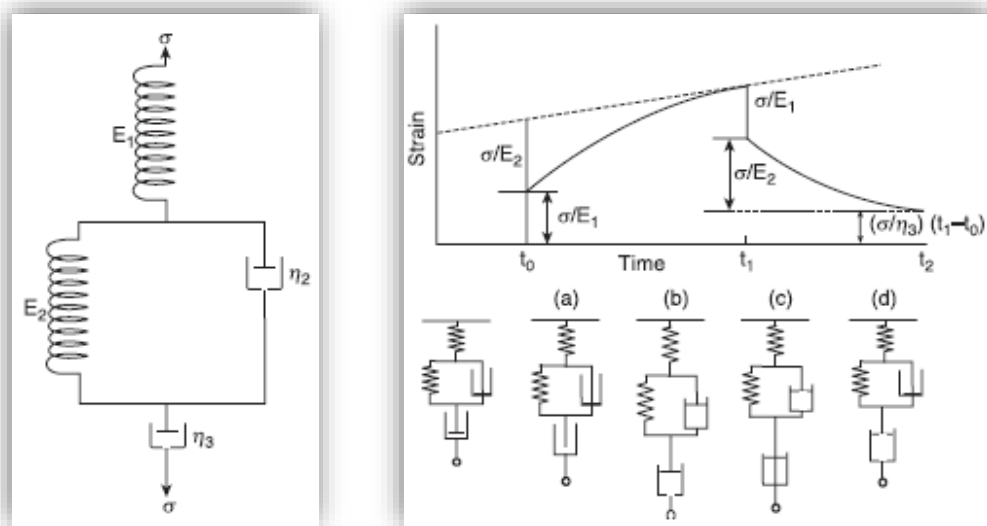 σ
E₁
E₂
η₂
η₃
σ
Strain
σ/E₂
σ/E₁
σ/E₁
σ/E₂
(σ/η₃) (t₁–t₀)
t₀
Time
t₁
t₂
(a)
(b)
(c)
(d)